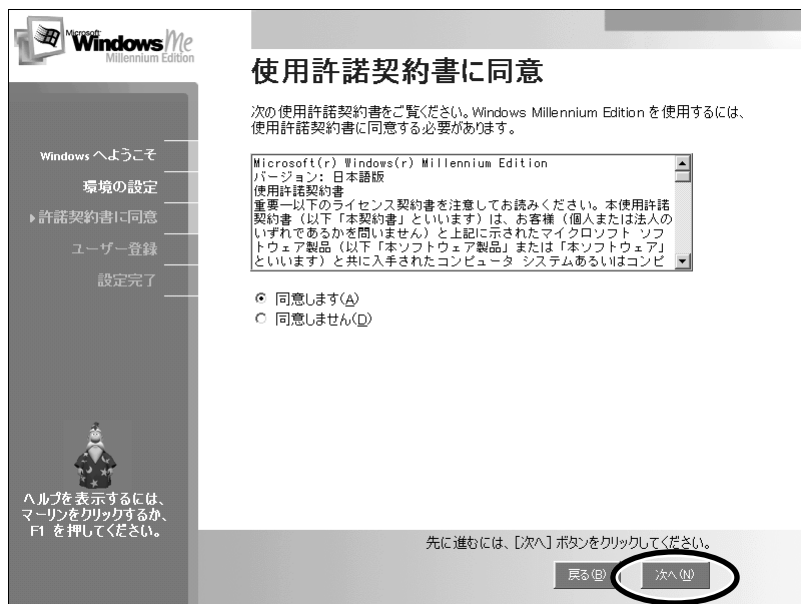 Microsoft
Windows Me
Millennium Edition
Windows へようこそ
環境の設定
許諾契約書に同意
ユーザー登録
設定完了
ヘルプを表示するには、
マーリンをクリックするか、
F1 を押してください。
使用許諾契約書に同意
次の使用許諾契約書をご覧ください。Windows Millennium Edition を使用するには、
使用許諾契約書に同意する必要があります。
Microsoft(r) Windows(r) Millennium Edition
バージョン: 日本語版
使用許諾契約書
重要－以下のライセンス契約書を注意してお読みください。本使用許諾
契約書（以下「本契約書」といいます）は、お客様（個人または法人の
いずれであるかを問いません）と上記に示されたマイクロソフト ソフ
トウェア製品（以下「本ソフトウェア製品」または「本ソフトウェア」
といいます）と共に入手されたコンピュータ システムあるいはコンピ
同意します(A)
同意しません(D)
先に進むには、[次へ] ボタンをクリックしてください。
戻る(B)
次へ(N)